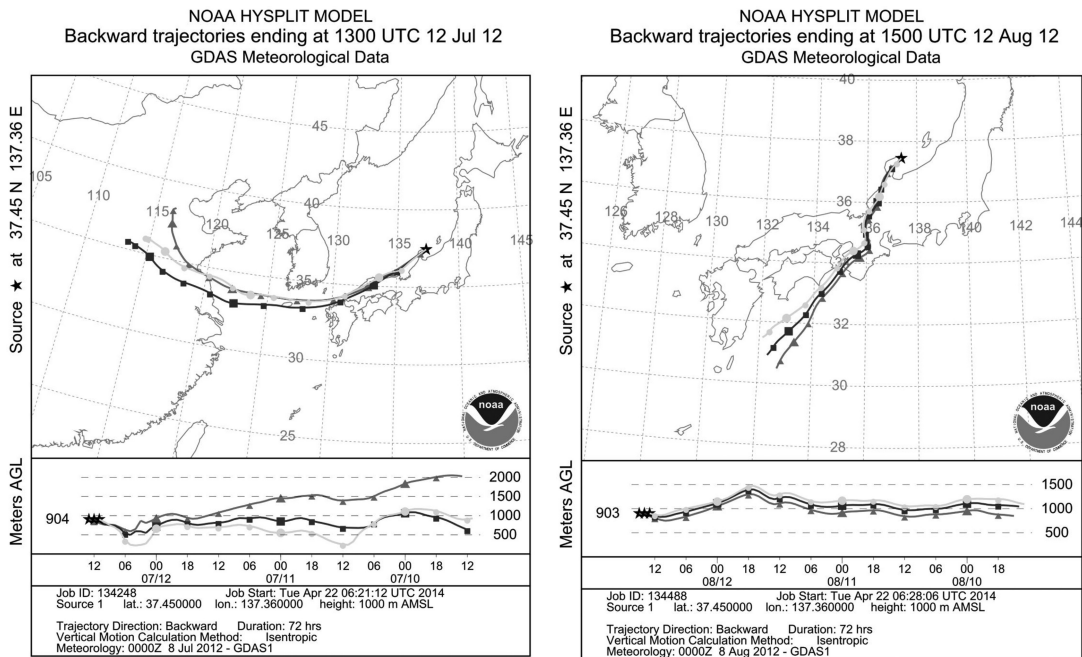 NOAA HYSPLIT MODEL
Backward trajectories ending at 1300 UTC 12 Jul 12
GDAS Meteorological Data
Source ★ at 37.45 N 137.36 E
45
105
110
40
115
120
125
130
135
140
145
35
30
25
noaa
Meters AGL
2000
1500
1000
904
500
12 06 00 18 12 06 00 18 12 06 00 18 12
07/12 07/11 07/10
Job ID: 134248 Job Start: Tue Apr 22 06:21:12 UTC 2014
Source 1 lat.: 37.450000 lon.: 137.360000 height: 1000 m AMSL
Trajectory Direction: Backward Duration: 72 hrs
Vertical Motion Calculation Method: Isentropic
Meteorology: 0000Z 8 Jul 2012 - GDAS1
NOAA HYSPLIT MODEL
Backward trajectories ending at 1500 UTC 12 Aug 12
GDAS Meteorological Data
Source ★ at 37.45 N 137.36 E
40
38
36
126
128
130
132
134
136
138
140
142
144
32
30
28
noaa
Meters AGL
1500
1000
903
500
12 06 00 18 12 06 00 18 12 06 00 18
08/12 08/11 08/10
Job ID: 134488 Job Start: Tue Apr 22 06:28:06 UTC 2014
Source 1 lat.: 37.450000 lon.: 137.360000 height: 1000 m AMSL
Trajectory Direction: Backward Duration: 72 hrs
Vertical Motion Calculation Method: Isentropic
Meteorology: 0000Z 8 Aug 2012 - GDAS1